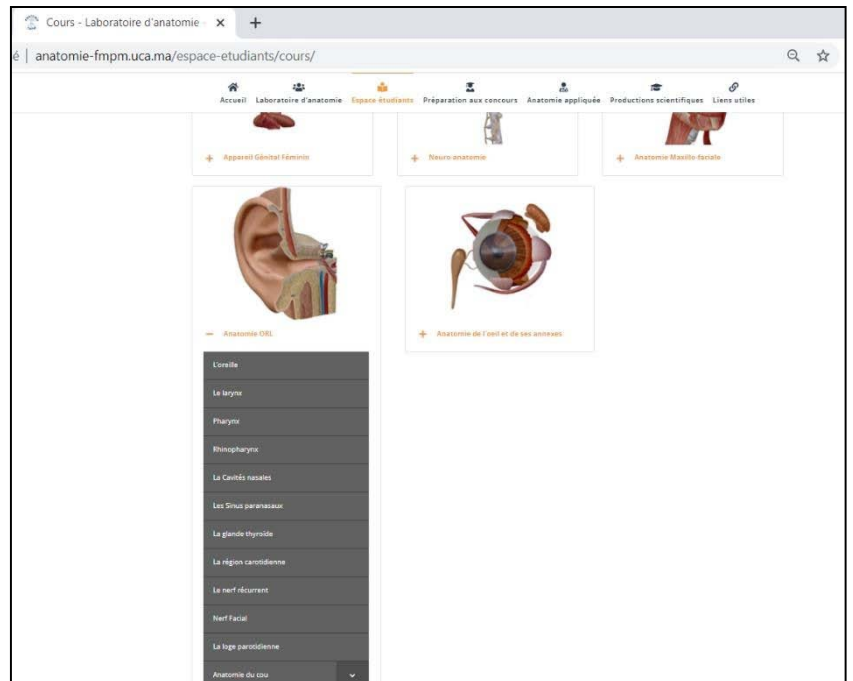 Cours - Laboratoire d'anatomie
é | anatomie-fmpm.uca.ma/espace-etudiants/cours/
Accueil Laboratoire d'anatomie Espace étudiants Préparation aux concours Anatomie appliquée Productions scientifiques Liens utiles
Appareil Génital Féminin Neuro-anatomie Anatomie Maxillo-faciale
Anatomie ORL Anatomie de l'oeil et de ses annexes
L'oreille
Le larynx
Pharynx
Rhinopharynx
La Cavités nasales
Les Sinus paranasaux
La glande thyroïde
La région carotidienne
Le nerf récurrent
Nerf Facial
La loge parotidienne
Anatomie du cou